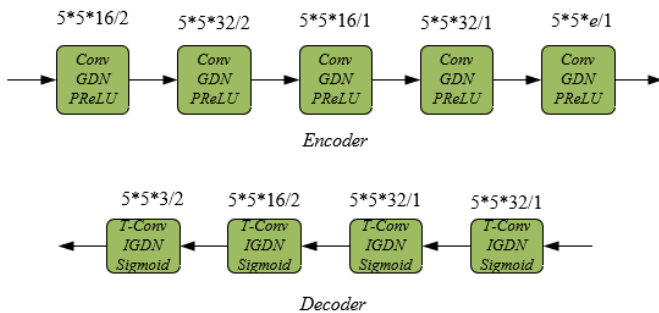 5*5*16/2 5*5*32/2 5*5*16/1 5*5*32/1 5*5*e/1
Conv Conv Conv Conv Conv
GDN GDN GDN GDN GDN
PReLU PReLU PReLU PReLU PReLU
Encoder
5*5*3/2 5*5*16/2 5*5*32/1 5*5*32/1
T-Conv T-Conv T-Conv T-Conv
IGDN IGDN IGDN IGDN
Sigmoid Sigmoid Sigmoid Sigmoid
Decoder